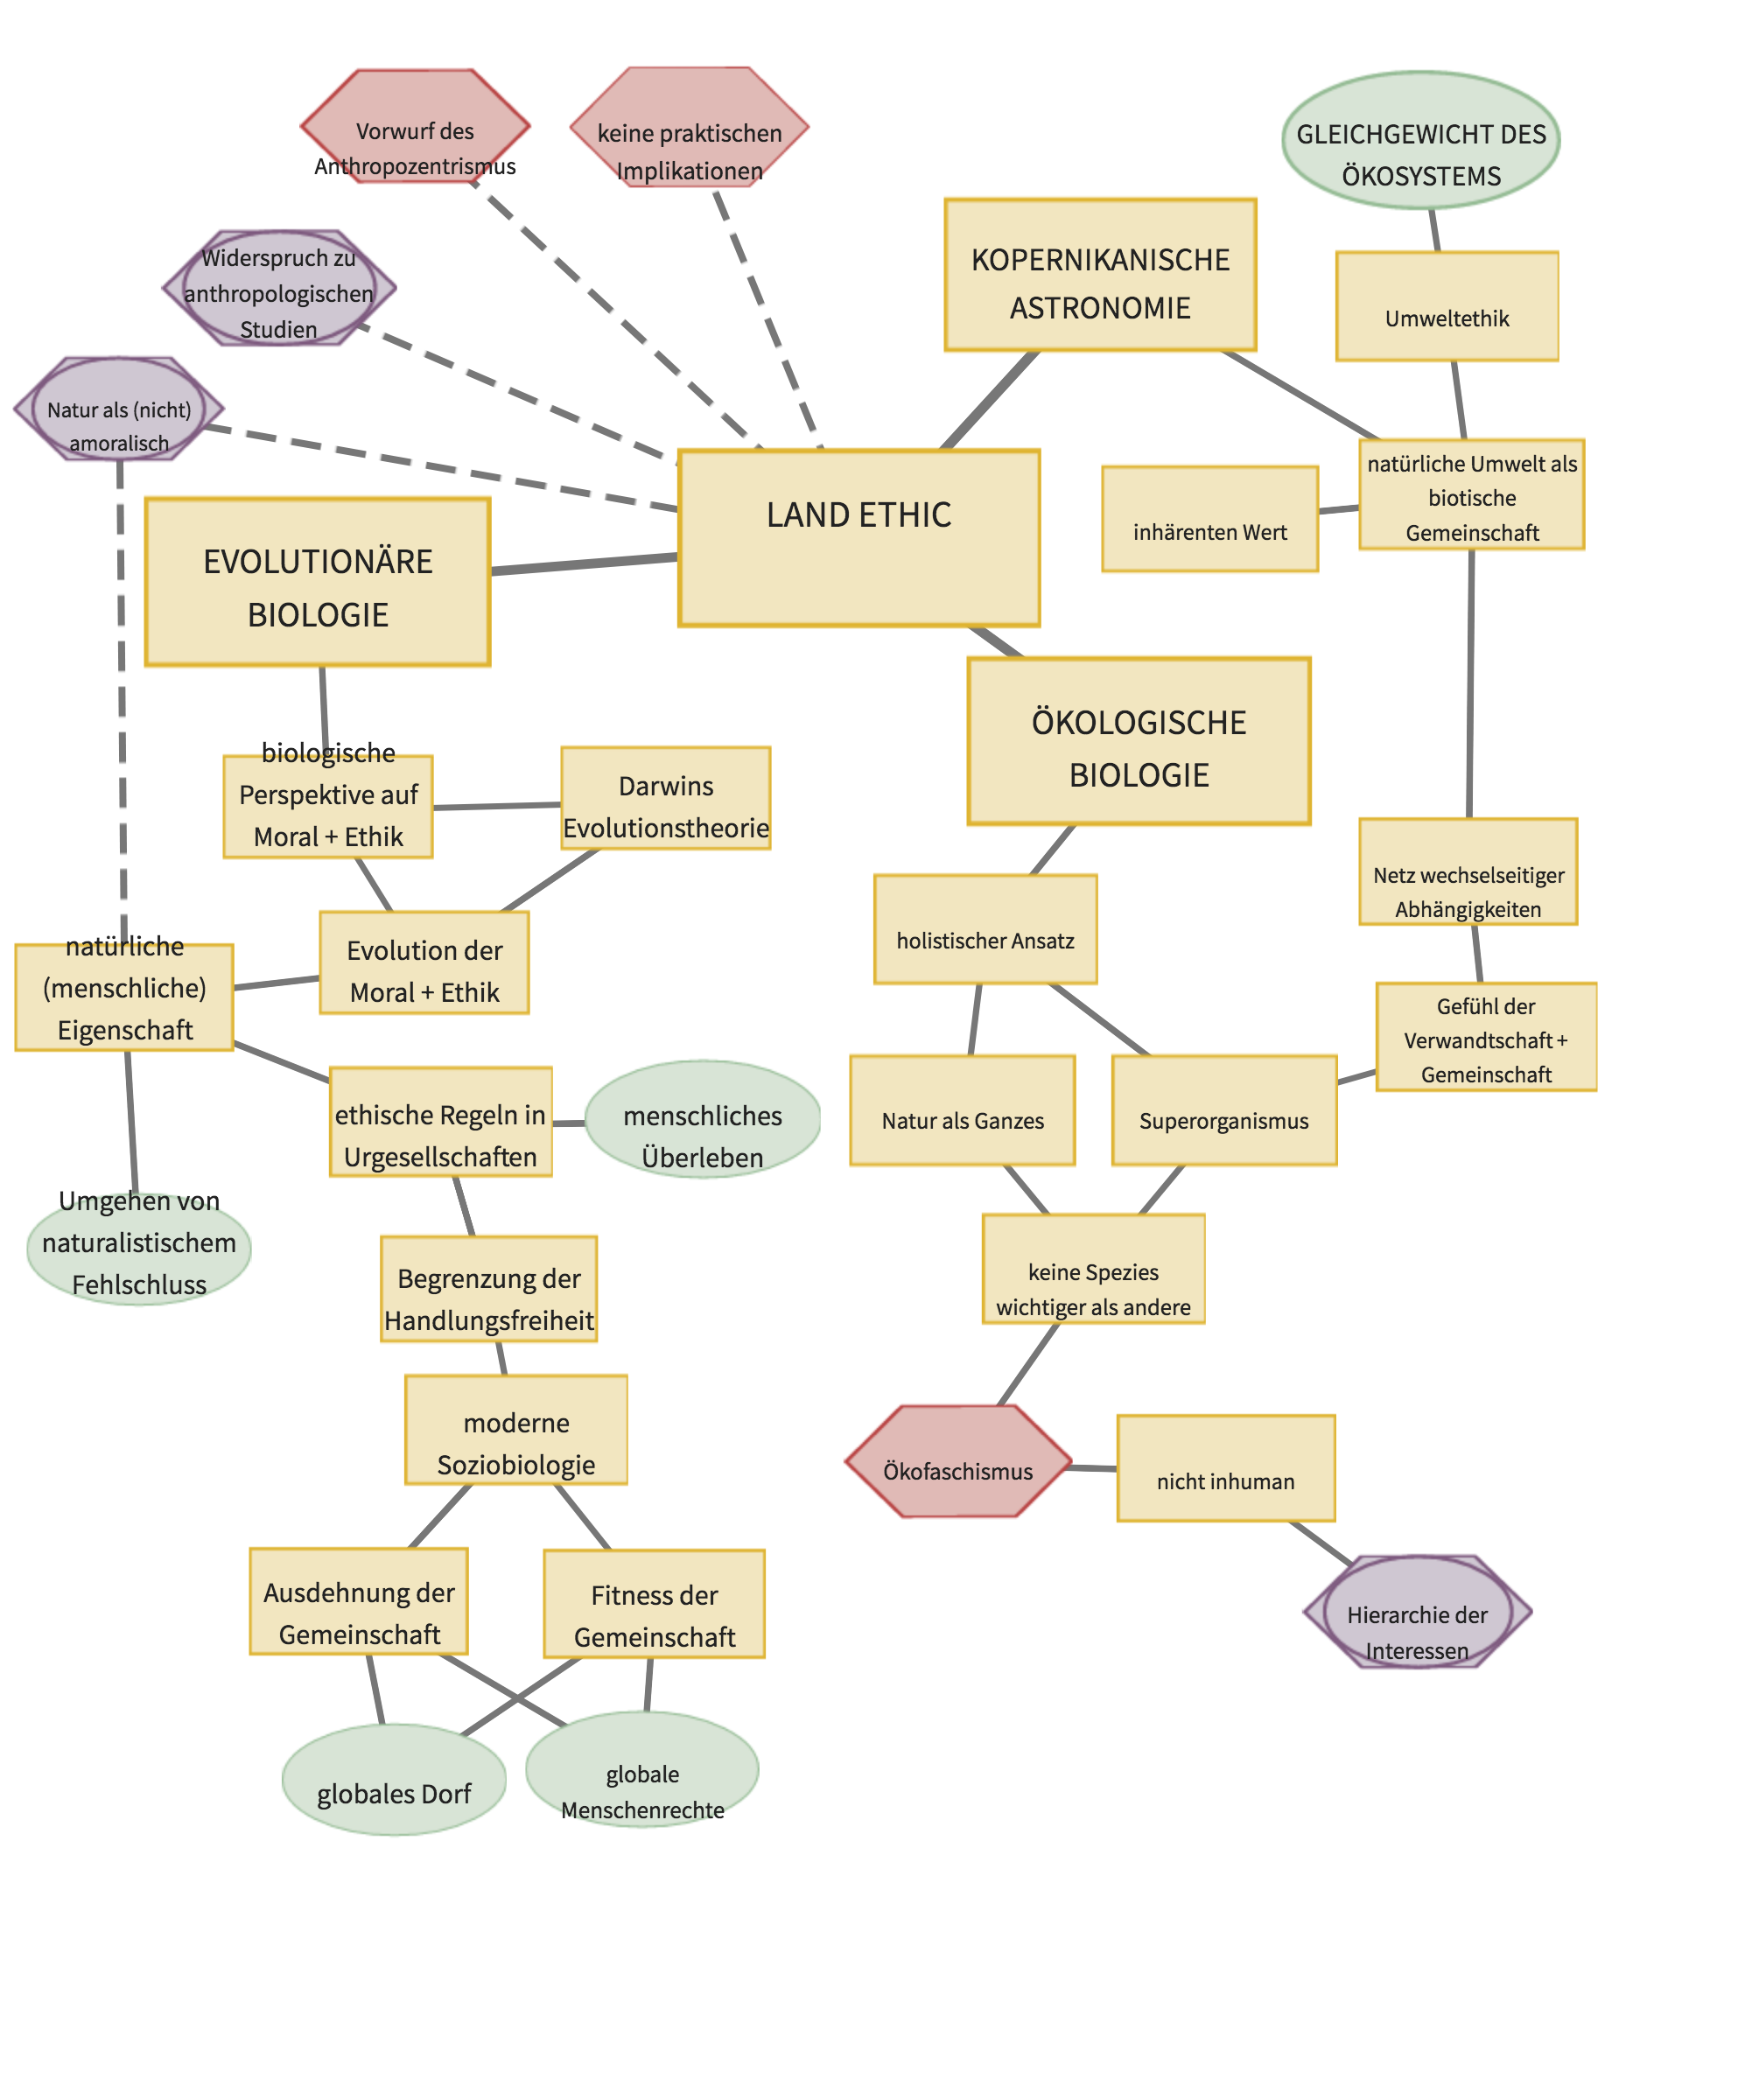 Vorwurf des
Anthropozentrismus
keine praktischen
Implikationen
GLEICHGEWICHT DES
ÖKOSYSTEMS
Widerspruch zu
anthropologischen
Studien
KOPERNIKANISCHE
ASTRONOMIE
Umweltethik
Natur als (nicht)
amoralisch
LAND ETHIC
inhärenten Wert
natürliche Umwelt als
biotische
Gemeinschaft
EVOLUTIONÄRE
BIOLOGIE
ÖKOLOGISCHE
BIOLOGIE
biologische
Perspektive auf
Moral + Ethik
Darwins
Evolutionstheorie
Netz wechselseitiger
Abhängigkeiten
holistischer Ansatz
natürliche
(menschliche)
Eigenschaft
Evolution der
Moral + Ethik
Gefühl der
Verwandtschaft +
Gemeinschaft
ethische Regeln in
Urgesellschaften
menschliches
Überleben
Natur als Ganzes
Superorganismus
Umgehen von
naturalistischem
Fehlschluss
Begrenzung der
Handlungsfreiheit
keine Spezies
wichtiger als andere
moderne
Soziobiologie
Ökofaschismus
nicht inhuman
Ausdehnung der
Gemeinschaft
Fitness der
Gemeinschaft
Hierarchie der
Interessen
globales Dorf
globale
Menschenrechte